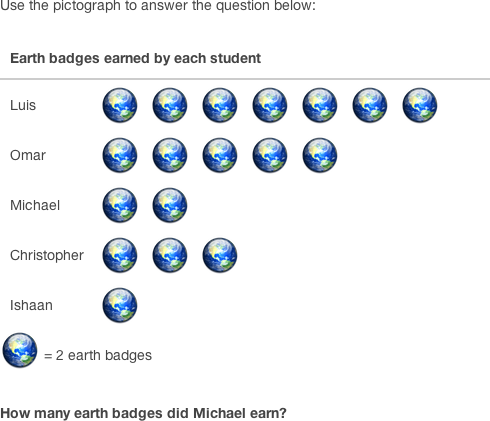 Use the pictograph to answer the question below:
Earth badges earned by each student
Luis
Omar
Michael
Christopher
Ishaan
= 2 earth badges
How many earth badges did Michael earn?